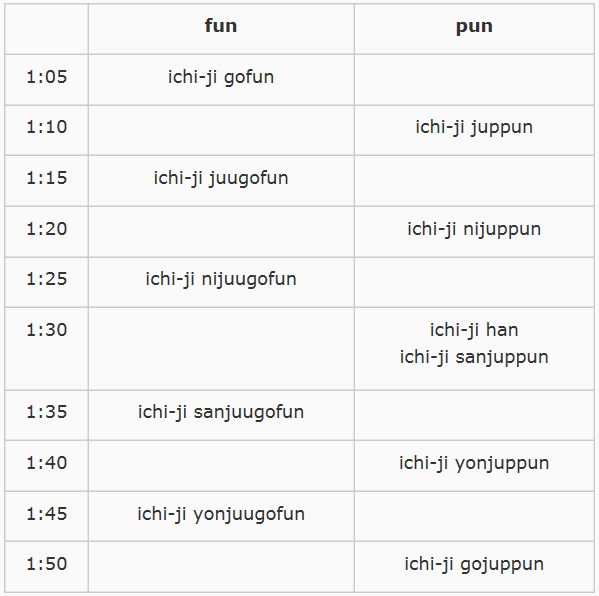 fun pun
1:05 ichi-ji gofun
1:10 ichi-ji juppun
1:15 ichi-ji juugofun
1:20 ichi-ji nijuppun
1:25 ichi-ji nijuugofun
1:30 ichi-ji han
ichi-ji sanjuppun
1:35 ichi-ji sanjuugofun
1:40 ichi-ji yonjuppun
1:45 ichi-ji yonjuugofun
1:50 ichi-ji gojuppun